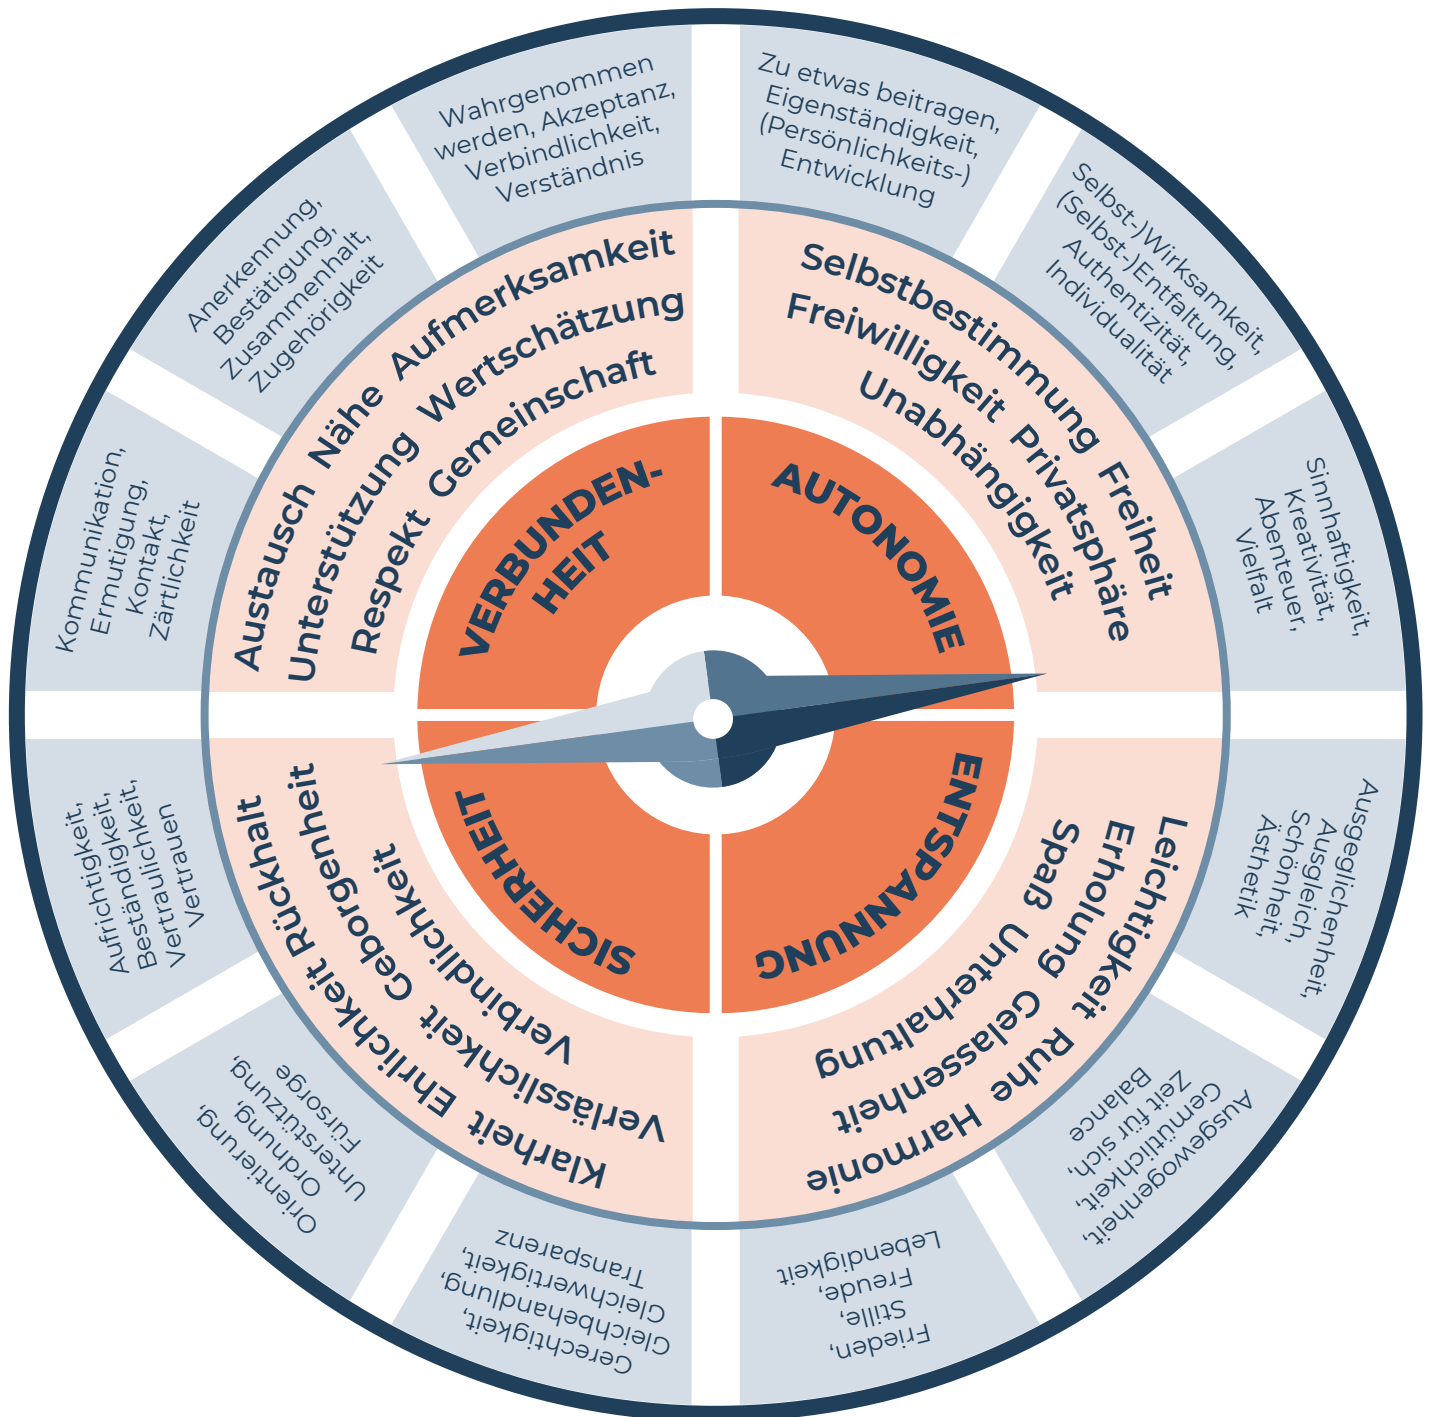 VERBUNDEN-
HEIT
AUTONOMIE
ENTSPANNUNG
SICHERHEIT
Austausch Nähe Aufmerksamkeit
Unterstützung Wertschätzung
Respekt Gemeinschaft
Selbstbestimmung Freiheit
Freiwilligkeit Privatsphäre
Unabhängigkeit
Leichtigkeit Ruhe Harmonie
Erholung Gelassenheit
Spaß Unterhaltung
Klarheit Ehrlichkeit Rückhalt
Verlässlichkeit Geborgenheit
Verbindlichkeit
Kommunikation,
Ermutigung,
Kontakt,
Zärtlichkeit
Anerkennung,
Bestätigung,
Zusammenhalt,
Zugehörigkeit
Wahrgenommen
werden, Akzeptanz,
Verbindlichkeit,
Verständnis
Zu etwas beitragen,
Eigenständigkeit,
(Persönlichkeits-)
Entwicklung
Selbst-)Wirksamkeit,
(Selbst-)Entfaltung,
Authentizität,
Individualität
Sinnhaftigkeit,
Kreativität,
Abenteuer,
Vielfalt
Ausgeglichenheit,
Ausgleich,
Schönheit,
Ästhetik
Ausgewogenheit,
Gemütlichkeit,
Zeit für sich,
Balance
Frieden,
Stille,
Freude,
Lebendigkeit
Gerechtigkeit,
Gleichbehandlung,
Gleichwertigkeit,
Transparenz
Orientierung,
Ordnung,
Unterstützung,
Fürsorge
Aufrichtigkeit,
Beständigkeit,
Vertraulichkeit,
Vertrauen